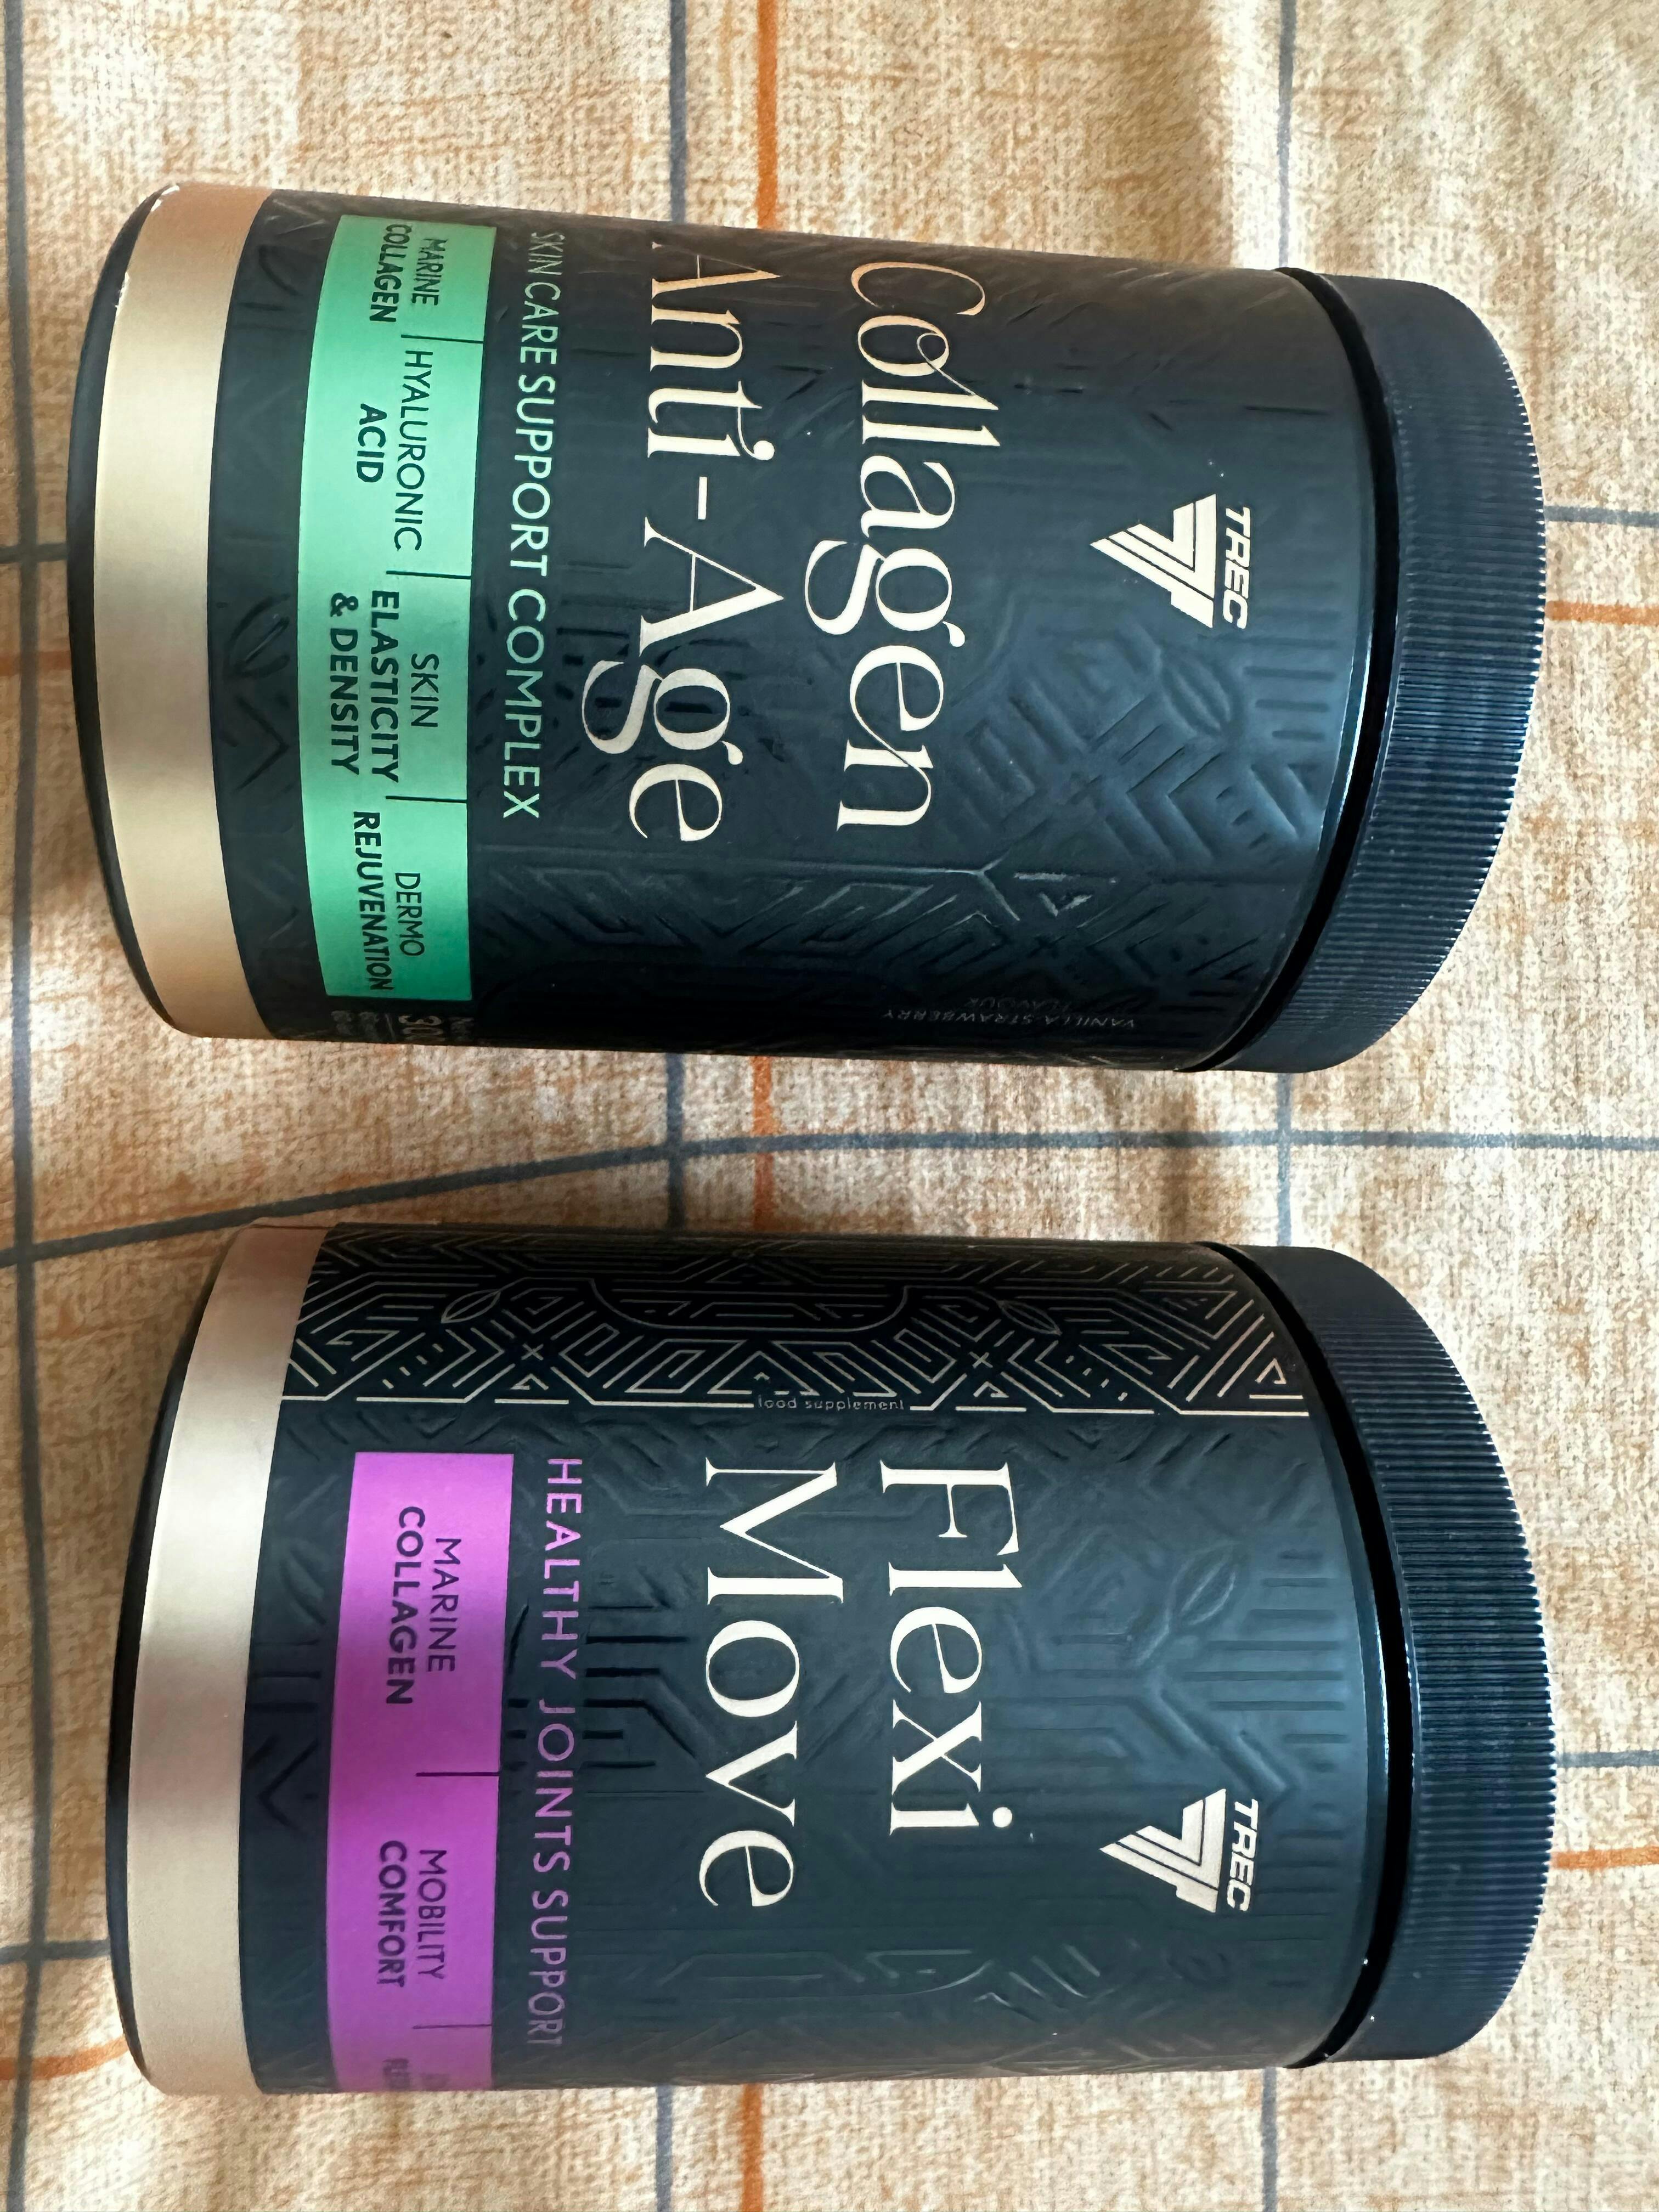 TREC
Collagen
Anti-Age
SKIN CARE SUPPORT COMPLEX
MARINE
COLLAGEN
HYALURONIC
ACID
SKIN
ELASTICITY
& DENSITY
DERMO
REJUVENATION
VANILLA STRAWBERRY
FLAVOUR
TREC
Flexi
Move
HEALTHY JOINTS SUPPORT
MARINE
COLLAGEN
MOBILITY
COMFORT
food supplement